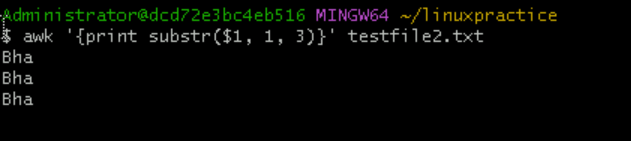 Administrator@dcd72e3bc4eb516 MINGW64 ~/linuxpractice
$ awk '{print substr($1, 1, 3)}' testfile2.txt
Bha
Bha
Bha